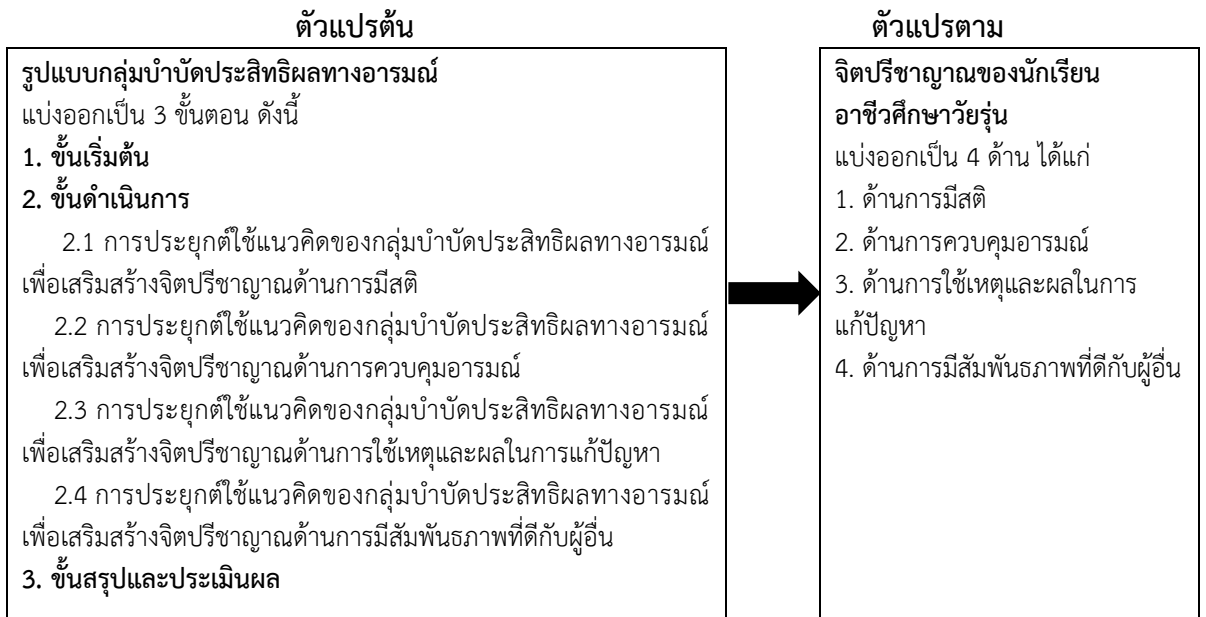 ตัวแปรต้น
รูปแบบกลุ่มบำบัดประสิทธิผลทางอารมณ์
แบ่งออกเป็น 3 ขั้นตอน ดังนี้
1. ขั้นเริ่มต้น
2. ขั้นดำเนินการ
2.1 การประยุกต์ใช้แนวคิดของกลุ่มบำบัดประสิทธิผลทางอารมณ์
เพื่อเสริมสร้างจิตปรีชาญาณด้านการมีสติ
2.2 การประยุกต์ใช้แนวคิดของกลุ่มบำบัดประสิทธิผลทางอารมณ์
เพื่อเสริมสร้างจิตปรีชาญาณด้านการควบคุมอารมณ์
2.3 การประยุกต์ใช้แนวคิดของกลุ่มบำบัดประสิทธิผลทางอารมณ์
เพื่อเสริมสร้างจิตปรีชาญาณด้านการใช้เหตุและผลในการแก้ปัญหา
2.4 การประยุกต์ใช้แนวคิดของกลุ่มบำบัดประสิทธิผลทางอารมณ์
เพื่อเสริมสร้างจิตปรีชาญาณด้านการมีสัมพันธภาพที่ดีกับผู้อื่น
3. ขั้นสรุปและประเมินผล
ตัวแปรตาม
จิตปรีชาญาณของนักเรียน
อาชีวศึกษาวัยรุ่น
แบ่งออกเป็น 4 ด้าน ได้แก่
1. ด้านการมีสติ
2. ด้านการควบคุมอารมณ์
3. ด้านการใช้เหตุและผลในการ
แก้ปัญหา
4. ด้านการมีสัมพันธภาพที่ดีกับผู้อื่น